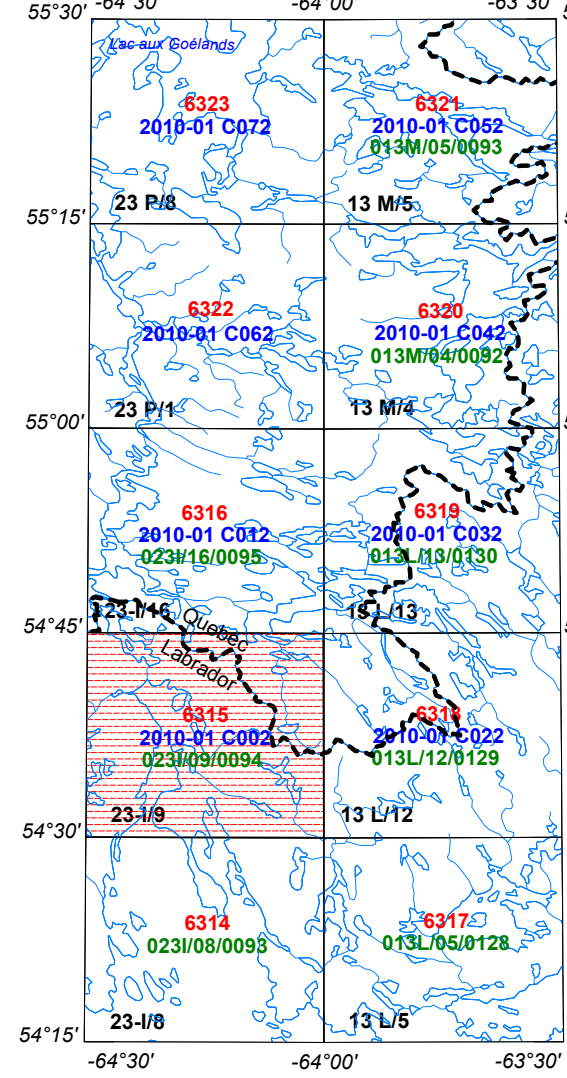 -64°30'
-64°00'
-63°30'
55°30'
Lac aux Goélands
6323
2010-01 C072
23 P/8
6321
2010-01 C052
013M/05/0093
13 M/5
55°15'
6322
2010-01 C062
23 P/1
6320
2010-01 C042
013M/04/0092
13 M/4
55°00'
6316
2010-01 C012
023I/16/0095
23-I/16
6319
2010-01 C032
013L/13/0130
13 L/13
Quebec
Labrador
54°45'
6315
2010-01 C002
023I/09/0094
23-I/9
6318
2010-01 C022
013L/12/0129
13 L/12
54°30'
6314
023I/08/0093
23-I/8
6317
013L/05/0128
13 L/5
54°15'
-64°30'
-64°00'
-63°30'